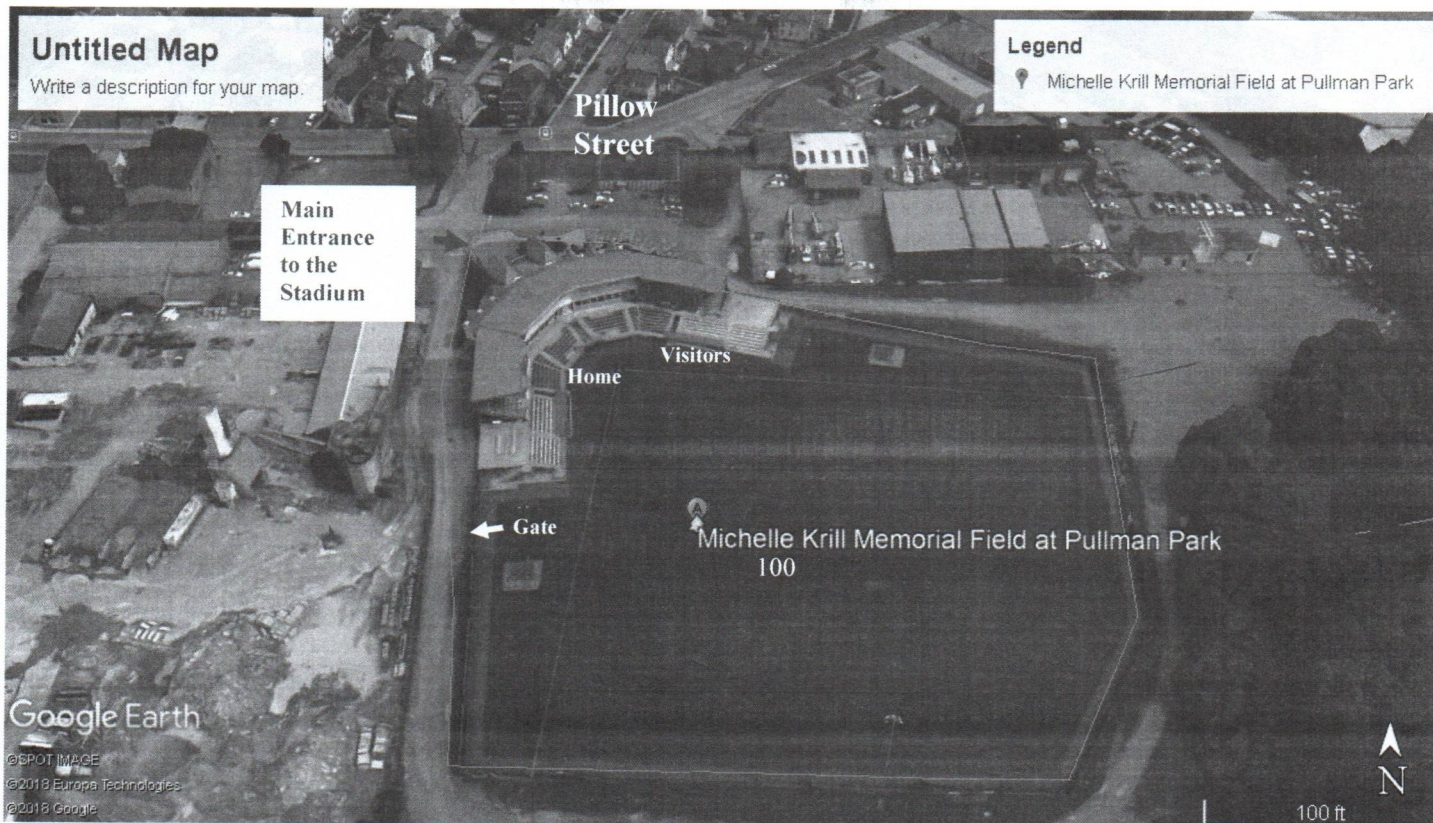 Untitled Map
Write a description for your map.
Legend
Michelle Krill Memorial Field at Pullman Park
Pillow
Street
Main
Entrance
to the
Stadium
Visitors
Home
Gate
A
Michelle Krill Memorial Field at Pullman Park
100
Google Earth
©SPOT IMAGE
©2018 Europa Technologies
©2018 Google
N
100 ft